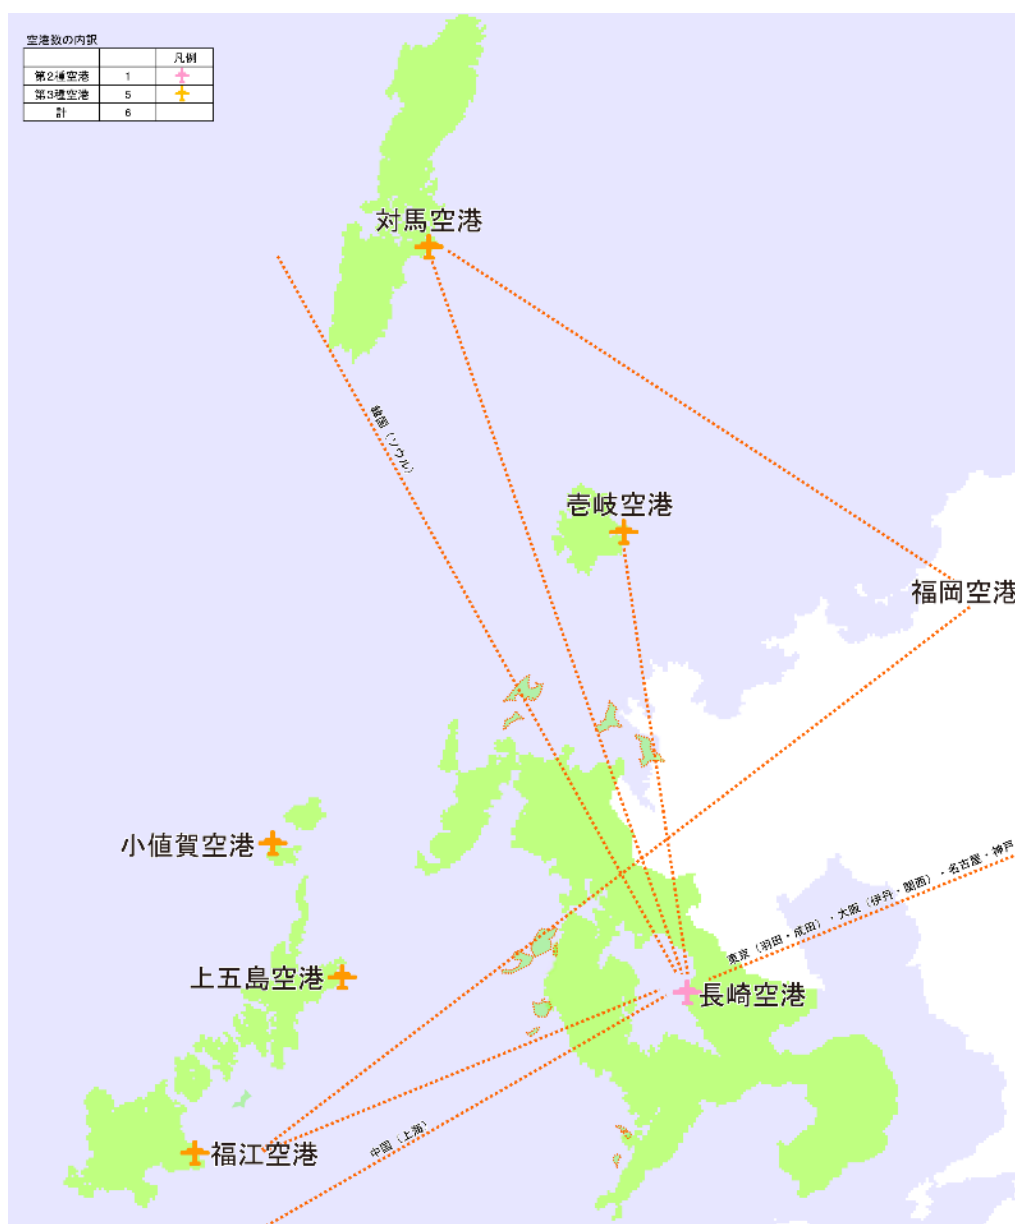 空港数の内訳
凡例
第2種空港 1
第3種空港 5
計 6
対馬空港
韓国（ソウル）
壱岐空港
福岡空港
小値賀空港
東京（羽田・成田）・大阪（伊丹・関西）・名古屋・神戸
上五島空港
長崎空港
中国（上海）
福江空港